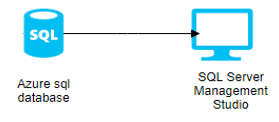 SQL
Azure sql
database
SQL Server
Management
Studio